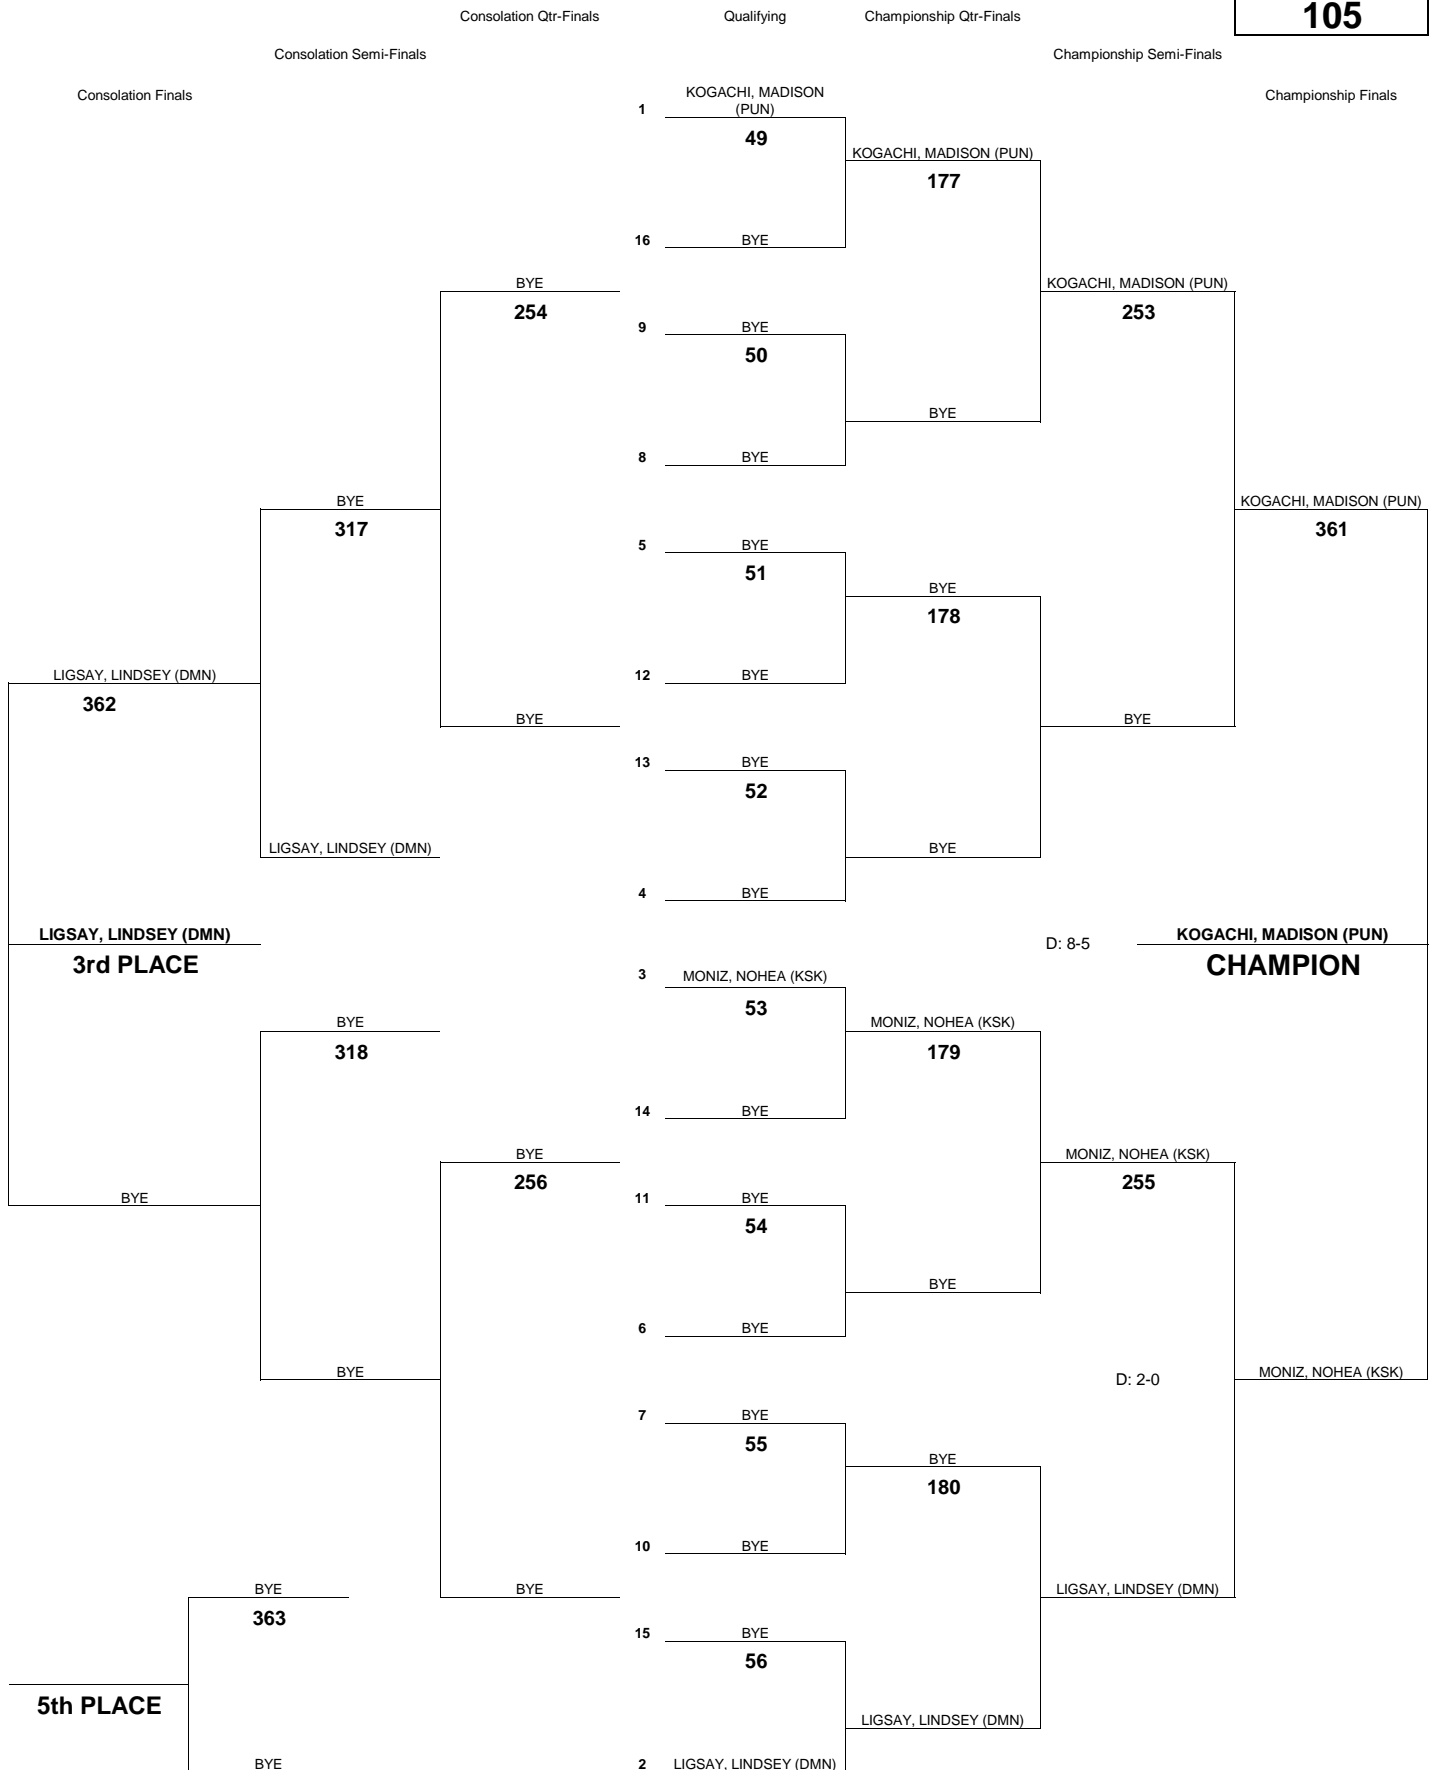 Consolation Qtr-Finals Qualifying Championship Qtr-Finals 105
Consolation Semi-Finals Championship Semi-Finals
Consolation Finals Championship Finals
KOGACHI, MADISON
1 (PUN)
49
KOGACHI, MADISON (PUN)
177
16 BYE
BYE KOGACHI, MADISON (PUN)
254 253
9 BYE
50
BYE
8 BYE
BYE KOGACHI, MADISON (PUN)
317 361
5 BYE
51
BYE
178
LIGSAY, LINDSEY (DMN) 12 BYE
362
BYE BYE
13 BYE
52
LIGSAY, LINDSEY (DMN) BYE
4 BYE
LIGSAY, LINDSEY (DMN) D: 8-5 KOGACHI, MADISON (PUN)
3rd PLACE CHAMPION
3 MONIZ, NOHEA (KSK)
53
BYE MONIZ, NOHEA (KSK)
318 179
14 BYE
BYE MONIZ, NOHEA (KSK)
256 255
BYE 11 BYE
54
BYE
6 BYE
BYE D: 2-0 MONIZ, NOHEA (KSK)
7 BYE
55
BYE
180
10 BYE
BYE BYE LIGSAY, LINDSEY (DMN)
363
15 BYE
56
5th PLACE
LIGSAY, LINDSEY (DMN)
BYE 2 LIGSAY, LINDSEY (DMN)